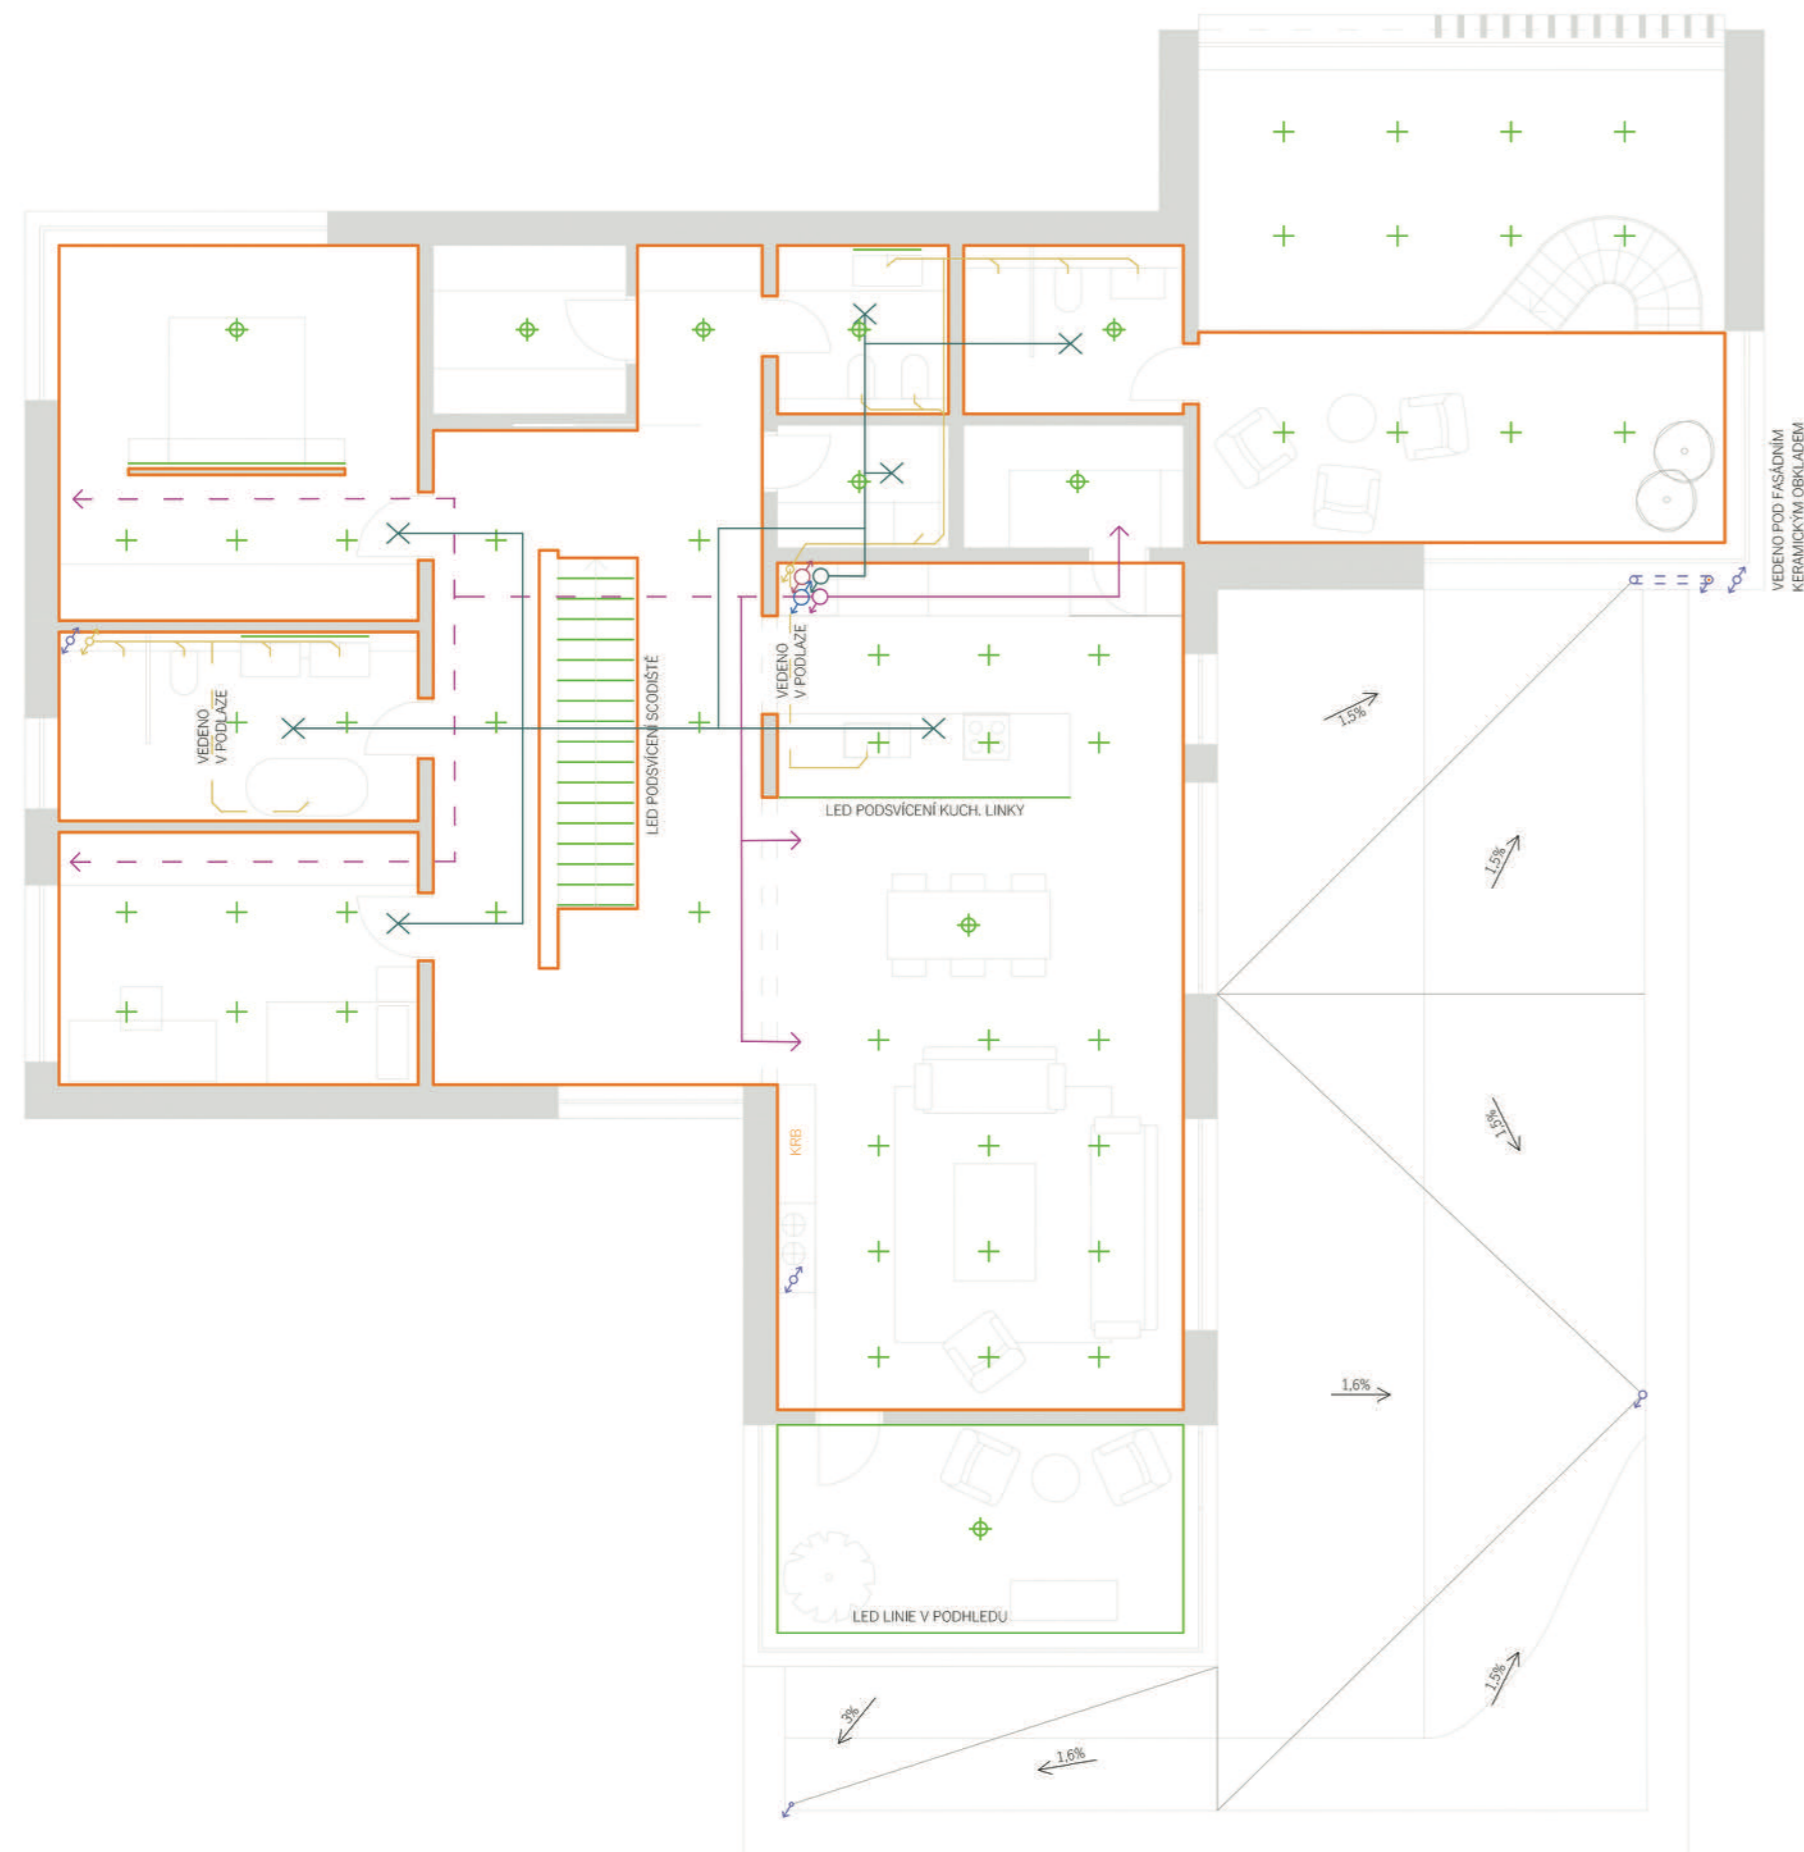 VEDENO POD FASÁDNÍM
KERAMICKÝM OBKLADEM
VEDENO
V PODLAZE
LED PODSVÍCENÍ SCODIŠTĚ
VEDENO
V PODLAZE
1,5%
LED PODSVÍCENÍ KUCH. LINKY
1,5%
KRB
1,5%
1,6%
LED LINIE V PODHLEDU
1,5%
3%
1,6%